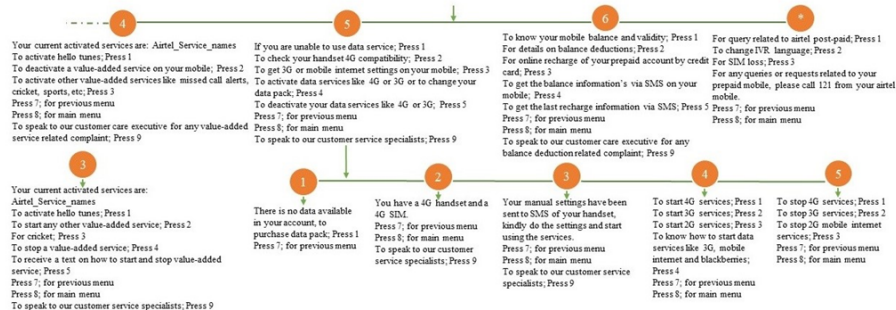 4
Your current activated services are: Airtel_Service_names
To activate hello tunes; Press 1
To deactivate a value-added service on your mobile; Press 2
To activate other value-added services like missed call alerts,
cricket, sports, etc; Press 3
Press 7; for previous menu
Press 8; for main menu
To speak to our customer care executive for any value-added
service related complaint; Press 9
5
If you are unable to use data service; Press 1
To check your handset 4G compatibility; Press 2
To get 3G or mobile internet settings on your mobile; Press 3
To activate data services like 4G or 3G or to change your
data pack; Press 4
To deactivate your data services like 4G or 3G; Press 5
Press 7; for previous menu
Press 8; for main menu
To speak to our customer service specialists; Press 9
6
To know your mobile balance and validity; Press 1
For details on balance deductions; Press 2
For online recharge of your prepaid account by credit
card; Press 3
To get the balance information's via SMS on your
mobile; Press 4
To get the last recharge information via SMS; Press 5
Press 7; for previous menu
Press 8; for main menu
To speak to our customer care executive for any
balance deduction related complaint; Press 9
*
For query related to airtel post-paid; Press 1
To change IVR language; Press 2
For SIM loss; Press 3
For any queries or requests related to your
prepaid mobile, please call 121 from your airtel
mobile.
Press 7; for previous menu
Press 8; for main menu
3
Your current activated services are:
Airtel_Service_names
To activate hello tunes; Press 1
To start any other value-added service; Press 2
For cricket; Press 3
To stop a value-added service; Press 4
To receive a text on how to start and stop value-added
service; Press 5
Press 7; for previous menu
Press 8; for main menu
To speak to our customer service specialists; Press 9
1
There is no data available
in your account, to
purchase data pack; Press 1
Press 7; for previous menu
2
You have a 4G handset and a
4G SIM.
Press 7; for previous menu
Press 8; for main menu
To speak to our customer
service specialists; Press 9
3
Your manual settings have been
sent to SMS of your handset,
kindly do the settings and start
using the services.
Press 7; for previous menu
Press 8; for main menu
To speak to our customer service
specialists; Press 9
4
To start 4G services; Press 1
To start 3G services; Press 2
To start 2G services; Press 3
To know how to start data
services like 3G, mobile
internet and blackberries;
Press 4
Press 7; for previous menu
Press 8; for main menu
5
To stop 4G services; Press 1
To stop 3G services; Press 2
To stop 2G mobile internet
services; Press 3
Press 7; for previous menu
Press 8; for main menu